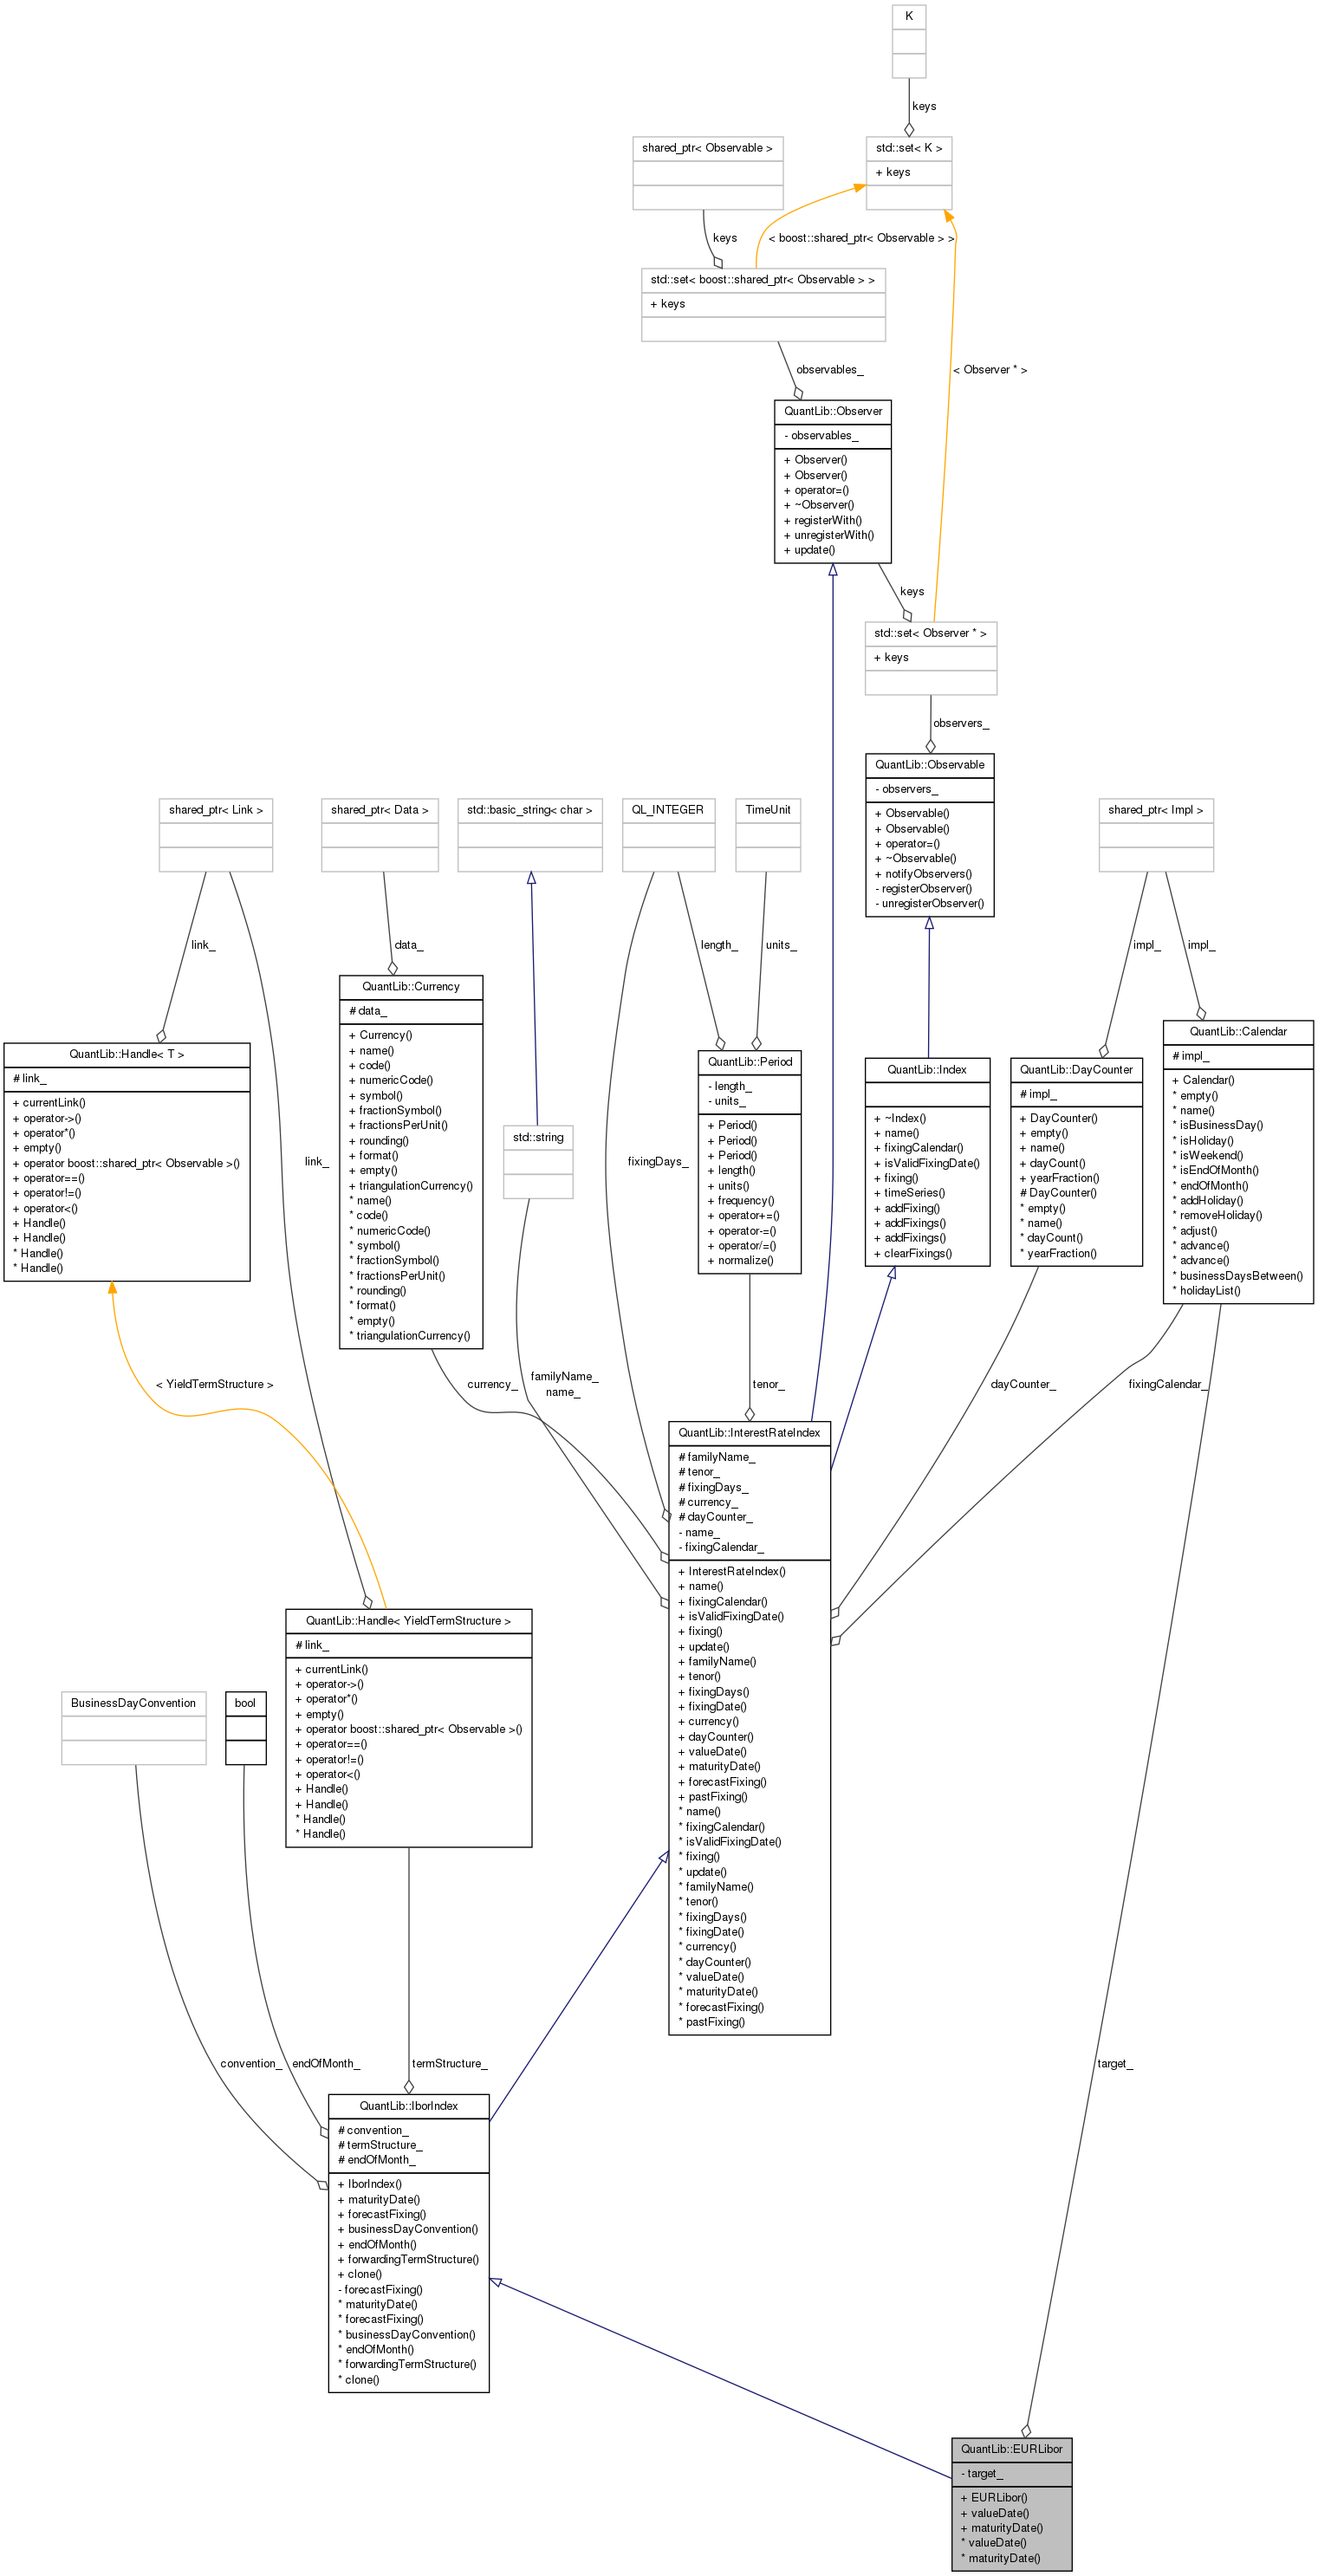 K
keys
shared_ptr< Observable >
std::set< K >
+ keys
keys
< boost::shared_ptr< Observable > >
std::set< boost::shared_ptr< Observable > >
+ keys
observables_
< Observer * >
QuantLib::Observer
- observables_
+ Observer()
+ Observer()
+ operator=()
+ ~Observer()
+ registerWith()
+ unregisterWith()
+ update()
keys
std::set< Observer * >
+ keys
observers_
QuantLib::Observable
- observers_
+ Observable()
+ Observable()
+ operator=()
+ ~Observable()
+ notifyObservers()
- registerObserver()
- unregisterObserver()
shared_ptr< Link >
shared_ptr< Data >
std::basic_string< char >
QL_INTEGER
TimeUnit
shared_ptr< Impl >
link_
data_
length_
units_
impl_
impl_
QuantLib::Handle< T >
# link_
+ currentLink()
+ operator->()
+ operator*()
+ empty()
+ operator boost::shared_ptr< Observable >()
+ operator==()
+ operator!=()
+ operator<()
+ Handle()
+ Handle()
* Handle()
* Handle()
link_
QuantLib::Currency
# data_
+ Currency()
+ name()
+ code()
+ numericCode()
+ symbol()
+ fractionSymbol()
+ fractionsPerUnit()
+ rounding()
+ format()
+ empty()
+ triangulationCurrency()
* name()
* code()
* numericCode()
* symbol()
* fractionSymbol()
* fractionsPerUnit()
* rounding()
* format()
* empty()
* triangulationCurrency()
std::string
fixingDays_
QuantLib::Period
- length_
- units_
+ Period()
+ Period()
+ Period()
+ length()
+ units()
+ frequency()
+ operator+=()
+ operator-=()
+ operator/=()
+ normalize()
QuantLib::Index
+ ~Index()
+ name()
+ fixingCalendar()
+ isValidFixingDate()
+ fixing()
+ timeSeries()
+ addFixing()
+ addFixings()
+ addFixings()
+ clearFixings()
QuantLib::DayCounter
# impl_
+ DayCounter()
+ empty()
+ name()
+ dayCount()
+ yearFraction()
# DayCounter()
* empty()
* name()
* dayCount()
* yearFraction()
QuantLib::Calendar
# impl_
+ Calendar()
* empty()
* name()
* isBusinessDay()
* isHoliday()
* isWeekend()
* isEndOfMonth()
* endOfMonth()
* addHoliday()
* removeHoliday()
* adjust()
* advance()
* advance()
* businessDaysBetween()
* holidayList()
< YieldTermStructure >
currency_
familyName_
name_
tenor_
dayCounter_
fixingCalendar_
QuantLib::InterestRateIndex
# familyName_
# tenor_
# fixingDays_
# currency_
# dayCounter_
- name_
- fixingCalendar_
+ InterestRateIndex()
+ name()
+ fixingCalendar()
+ isValidFixingDate()
+ fixing()
+ update()
+ familyName()
+ tenor()
+ fixingDays()
+ fixingDate()
+ currency()
+ dayCounter()
+ valueDate()
+ maturityDate()
+ forecastFixing()
+ pastFixing()
* name()
* fixingCalendar()
* isValidFixingDate()
* fixing()
* update()
* familyName()
* tenor()
* fixingDays()
* fixingDate()
* currency()
* dayCounter()
* valueDate()
* maturityDate()
* forecastFixing()
* pastFixing()
QuantLib::Handle< YieldTermStructure >
# link_
+ currentLink()
+ operator->()
+ operator*()
+ empty()
+ operator boost::shared_ptr< Observable >()
+ operator==()
+ operator!=()
+ operator<()
+ Handle()
+ Handle()
* Handle()
* Handle()
BusinessDayConvention
bool
convention_
endOfMonth_
termStructure_
target_
QuantLib::IborIndex
# convention_
# termStructure_
# endOfMonth_
+ IborIndex()
+ maturityDate()
+ forecastFixing()
+ businessDayConvention()
+ endOfMonth()
+ forwardingTermStructure()
+ clone()
- forecastFixing()
* maturityDate()
* forecastFixing()
* businessDayConvention()
* endOfMonth()
* forwardingTermStructure()
* clone()
QuantLib::EURLibor
- target_
+ EURLibor()
+ valueDate()
+ maturityDate()
* valueDate()
* maturityDate()